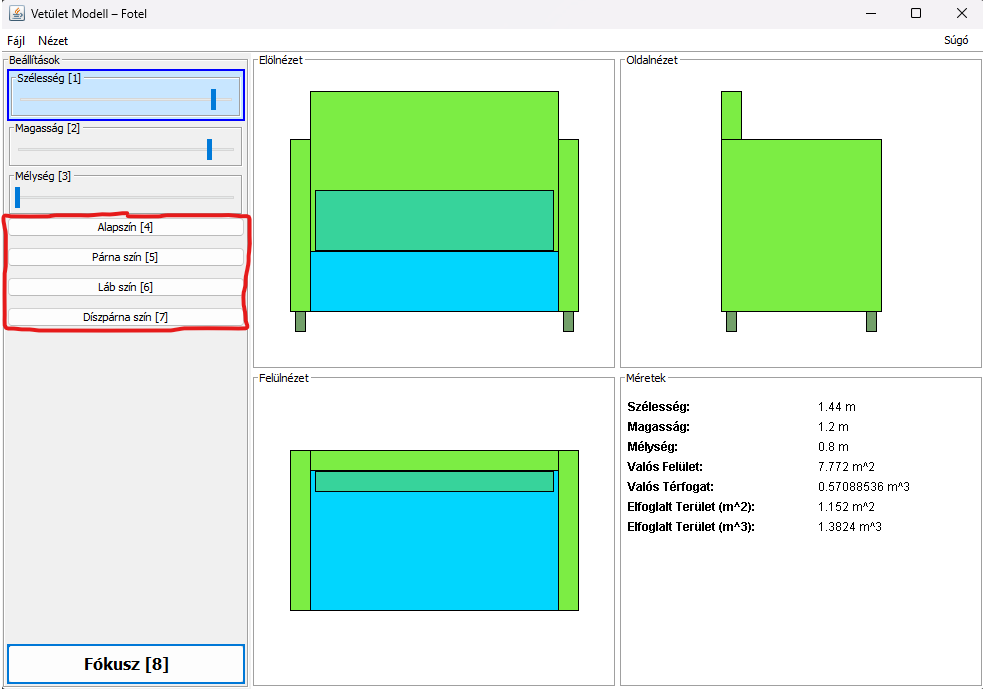 Vetület Modell – Fotel
Fájl Nézet Súgó
Beállítások
Szélesség [1]
Magasság [2]
Mélység [3]
Alapszín [4]
Párna szín [5]
Láb szín [6]
Díszpárna szín [7]
Fókusz [8]
Elölnézet
Oldalnézet
Felülnézet
Méretek
Szélesség: 1.44 m
Magasság: 1.2 m
Mélység: 0.8 m
Valós Felület: 7.772 m^2
Valós Térfogat: 0.57088536 m^3
Elfoglalt Terület (m^2): 1.152 m^2
Elfoglalt Terület (m^3): 1.3824 m^3